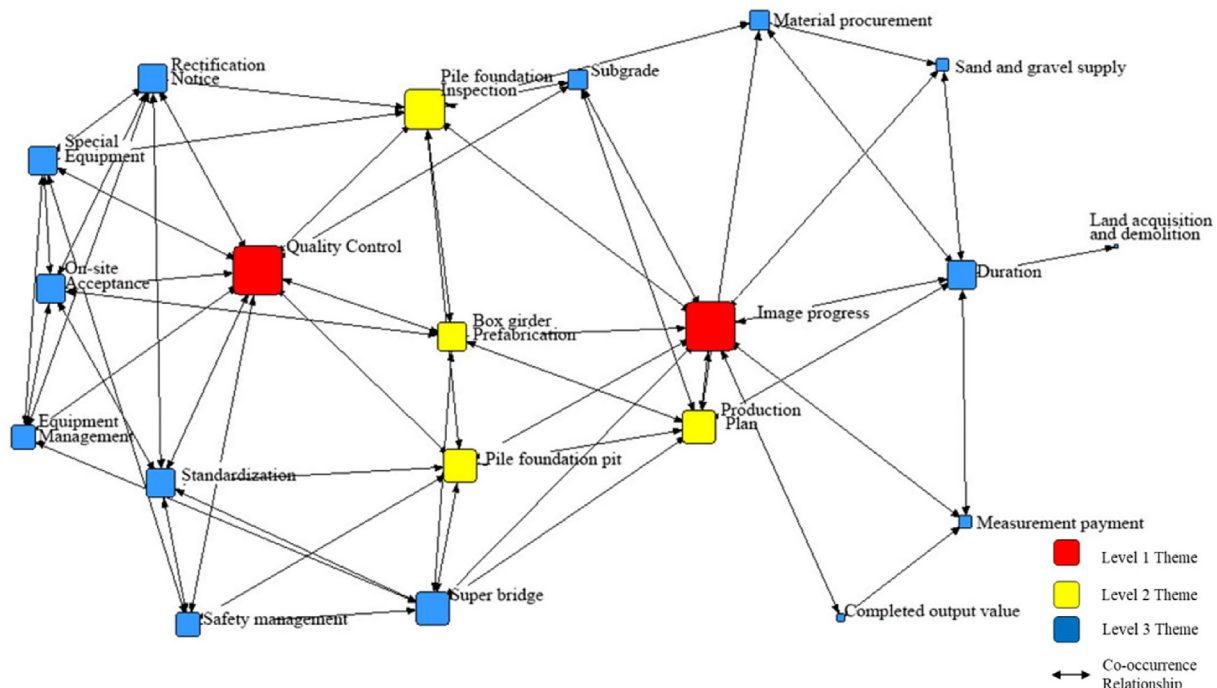 Material procurement
Rectification
Notice
Pile foundation
Inspection
Subgrade
Sand and gravel supply
Special
Equipment
Land acquisition
and demolition
Quality Control
On-site
Acceptance
Duration
Box girder
Prefabrication
Image progress
Equipment
Management
Production
Plan
Standardization
Pile foundation pit
Measurement payment
Level 1 Theme
Super bridge
Level 2 Theme
Safety management
Completed output value
Level 3 Theme
Co-occurrence
Relationship